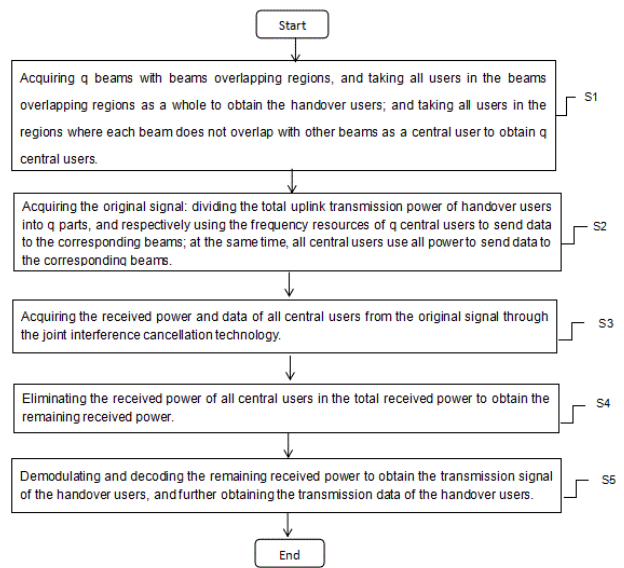 Start
Acquiring q beams with beams overlapping regions, and taking all users in the beams
overlapping regions as a whole to obtain the handover users; and taking all users in the
regions where each beam does not overlap with other beams as a central user to obtain q
central users.
S1
Acquiring the original signal: dividing the total uplink transmission power of handover users
into q parts, and respectively using the frequency resources of q central users to send data
to the corresponding beams; at the same time, all central users use all power to send data to
the corresponding beams.
S2
Acquiring the received power and data of all central users from the original signal through
the joint interference cancellation technology.
S3
Eliminating the received power of all central users in the total received power to obtain the
remaining received power.
S4
Demodulating and decoding the remaining received power to obtain the transmission signal
of the handover users, and further obtaining the transmission data of the handover users.
S5
End